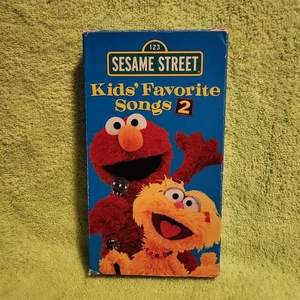 123
SESAME STREET
Kids' Favorite
Songs 2